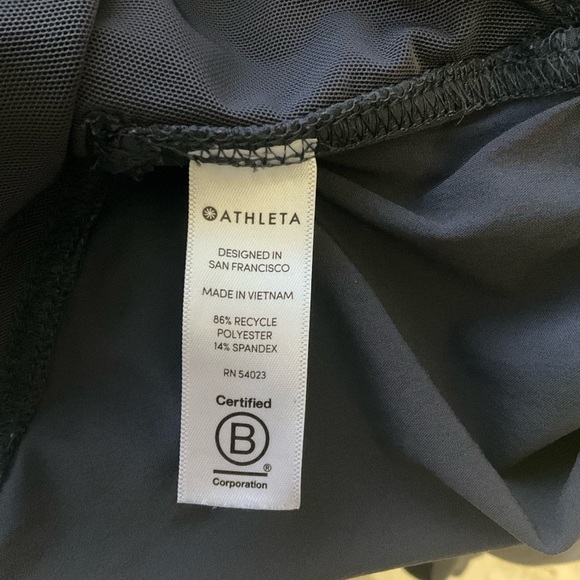 ATHLETA
DESIGNED IN
SAN FRANCISCO
MADE IN VIETNAM
86% RECYCLE
POLYESTER
14% SPANDEX
RN 54023
Certified
B
®
Corporation